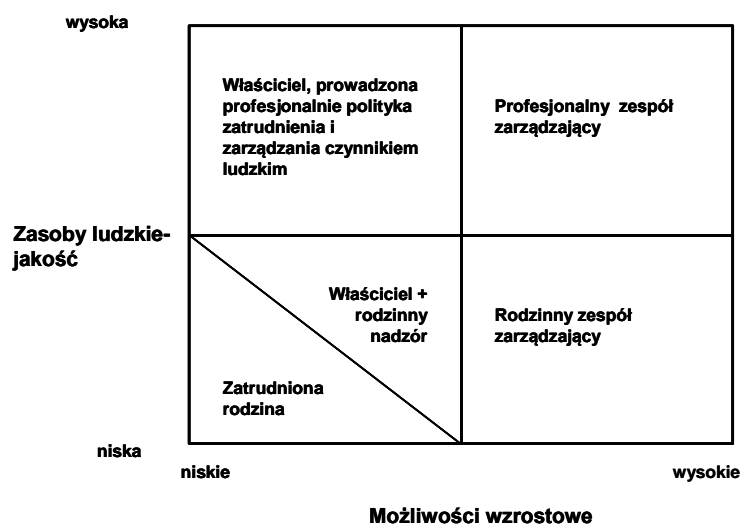 wysoka
Właściciel, prowadzona
profesjonalnie polityka
zatrudnienia i
zarządzania czynnikiem
ludzkim
Profesjonalny zespół
zarządzający
Zasoby ludzkie-
jakość
Właściciel +
rodzinny
nadzór
Rodzinny zespół
zarządzający
Zatrudniona
rodzina
niska
niskie
wysokie
Możliwości wzrostowe